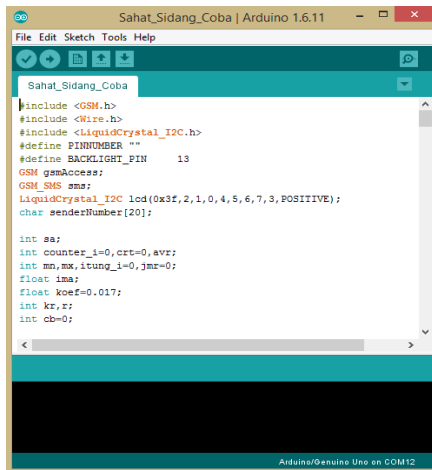 Sahat_Sidang_Coba | Arduino 1.6.11
File Edit Sketch Tools Help
Sahat_Sidang_Coba
#include <GSM.h>
#include <Wire.h>
#include <LiquidCrystal_I2C.h>
#define PINNUMBER ""
#define BACKLIGHT_PIN     13
GSM gsmAccess;
GSM_SMS sms;
LiquidCrystal_I2C lcd(0x3f,2,1,0,4,5,6,7,3,POSITIVE);
char senderNumber[20];
int sa;
int counter_i=0,crt=0,avr;
int mn,mx,itung_i=0,jmr=0;
float ima;
float koef=0.017;
int kr,r;
int cb=0;
Arduino/Genuino Uno on COM12